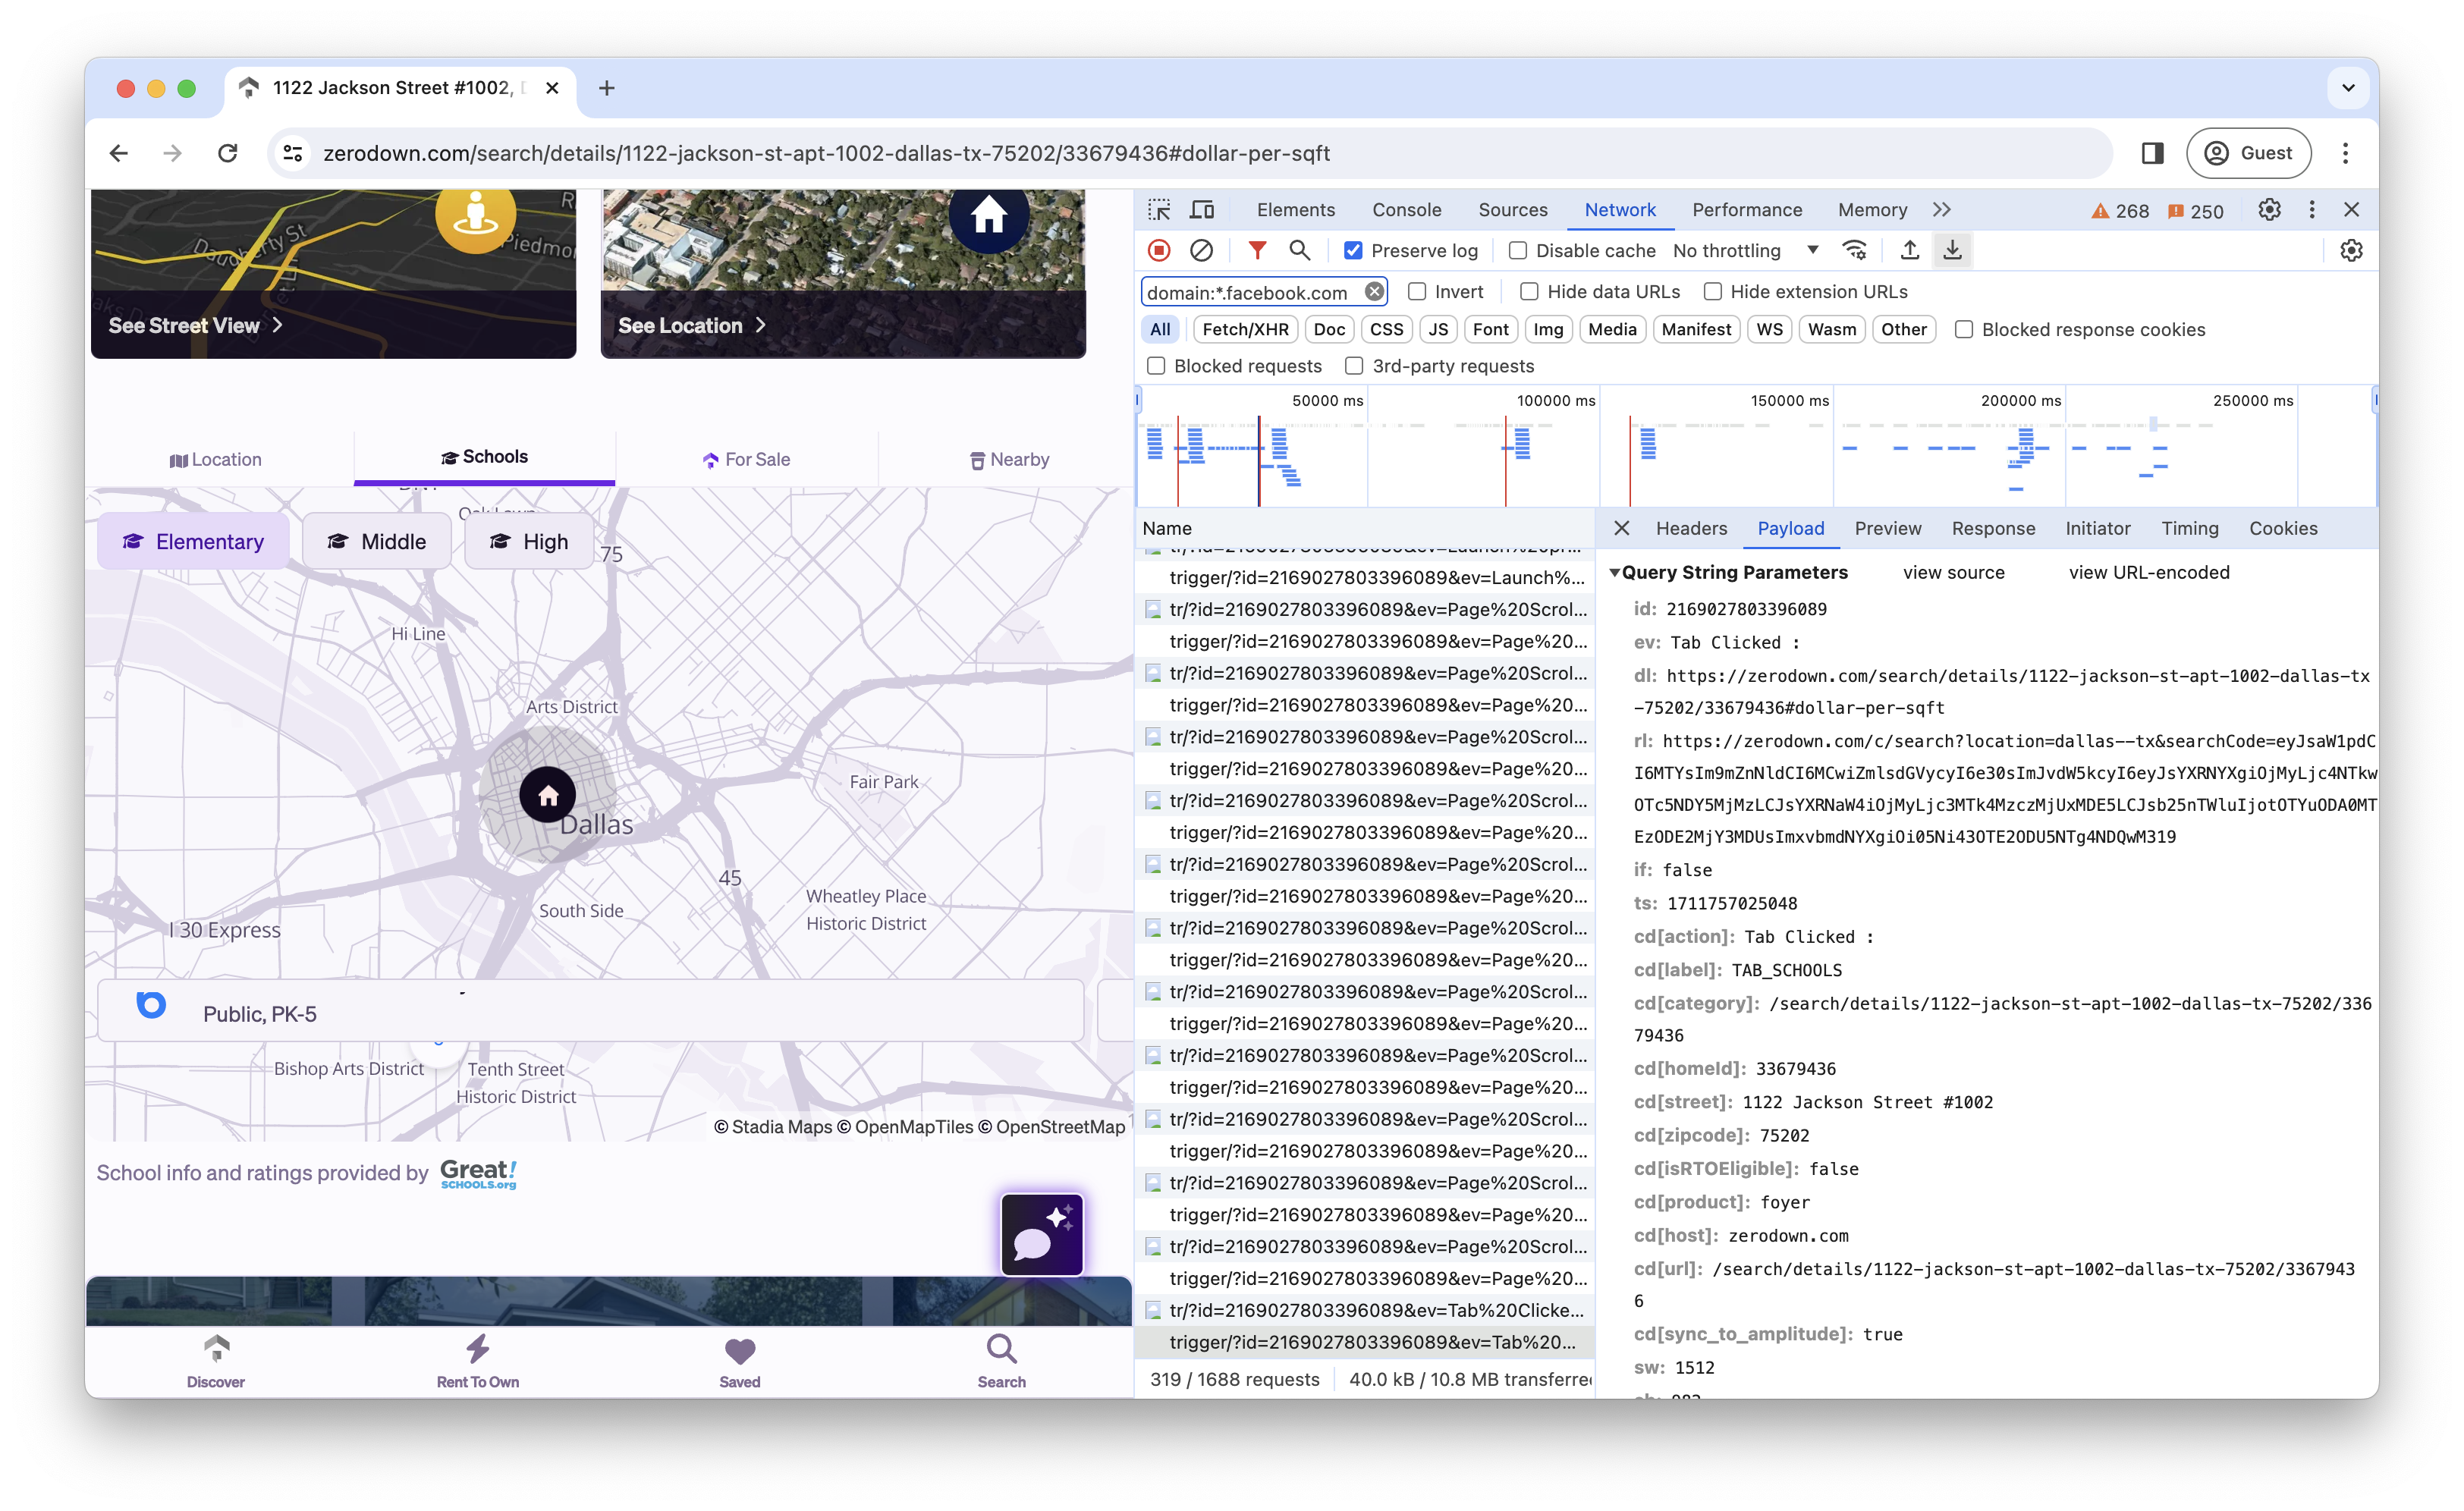 1122 Jackson Street #1002,
zerodown.com/search/details/1122-jackson-st-apt-1002-dallas-tx-75202/33679436#dollar-per-sqft
Guest
Daugherty St
Piedmo
See Street View
See Location
Location
Schools
For Sale
Nearby
Elementary
Middle
High
75
Hi Line
Arts District
Fair Park
Dallas
45
Wheatley Place
Historic District
South Side
I 30 Express
Public, PK-5
Bishop Arts District
Tenth Street
Historic District
© Stadia Maps © OpenMapTiles © OpenStreetMap
School info and ratings provided by Great! SCHOOLS.org
Discover
Rent To Own
Saved
Search
Elements Console Sources Network Performance Memory 268 250
Preserve log Disable cache No throttling
domain:*.facebook.com Invert Hide data URLs Hide extension URLs
All Fetch/XHR Doc CSS JS Font Img Media Manifest WS Wasm Other Blocked response cookies
Blocked requests 3rd-party requests
50000 ms 100000 ms 150000 ms 200000 ms 250000 ms
Name
trigger/?id=2169027803396089&ev=Launch%...
tr/?id=2169027803396089&ev=Page%20Scrol...
trigger/?id=2169027803396089&ev=Page%20...
tr/?id=2169027803396089&ev=Page%20Scrol...
trigger/?id=2169027803396089&ev=Page%20...
tr/?id=2169027803396089&ev=Page%20Scrol...
trigger/?id=2169027803396089&ev=Page%20...
tr/?id=2169027803396089&ev=Page%20Scrol...
trigger/?id=2169027803396089&ev=Page%20...
tr/?id=2169027803396089&ev=Page%20Scrol...
trigger/?id=2169027803396089&ev=Page%20...
tr/?id=2169027803396089&ev=Page%20Scrol...
trigger/?id=2169027803396089&ev=Page%20...
tr/?id=2169027803396089&ev=Page%20Scrol...
trigger/?id=2169027803396089&ev=Page%20...
tr/?id=2169027803396089&ev=Page%20Scrol...
trigger/?id=2169027803396089&ev=Page%20...
tr/?id=2169027803396089&ev=Page%20Scrol...
trigger/?id=2169027803396089&ev=Page%20...
tr/?id=2169027803396089&ev=Page%20Scrol...
trigger/?id=2169027803396089&ev=Page%20...
tr/?id=2169027803396089&ev=Page%20Scrol...
trigger/?id=2169027803396089&ev=Page%20...
tr/?id=2169027803396089&ev=Tab%20Clicke...
trigger/?id=2169027803396089&ev=Tab%20...
319 / 1688 requests 40.0 kB / 10.8 MB transferre
Headers Payload Preview Response Initiator Timing Cookies
Query String Parameters view source view URL-encoded
id: 2169027803396089
ev: Tab Clicked :
dl: https://zerodown.com/search/details/1122-jackson-st-apt-1002-dallas-tx
-75202/33679436#dollar-per-sqft
rl: https://zerodown.com/c/search?location=dallas--tx&searchCode=eyJsaW1pdC
I6MTYsIm9mZnNldCI6MCwiZmlsdGVycyI6e30sImJvdW5kcyI6eyJsYXRNYXgiOjMyLjc4NTkw
OTc5NDY5MjMzLCJsYXRNaW4iOjMyLjc3MTk4MzczMjUxMDE5LCJsb25nTWluIjotOTYuODA0MT
EzODE2MjY3MDUsImxvbmdNYXgiOi05Ni43OTE2ODU5NTg4NDQwM319
if: false
ts: 1711757025048
cd[action]: Tab Clicked :
cd[label]: TAB_SCHOOLS
cd[category]: /search/details/1122-jackson-st-apt-1002-dallas-tx-75202/336
79436
cd[homeId]: 33679436
cd[street]: 1122 Jackson Street #1002
cd[zipcode]: 75202
cd[isRTOEligible]: false
cd[product]: foyer
cd[host]: zerodown.com
cd[url]: /search/details/1122-jackson-st-apt-1002-dallas-tx-75202/3367943
6
cd[sync_to_amplitude]: true
sw: 1512